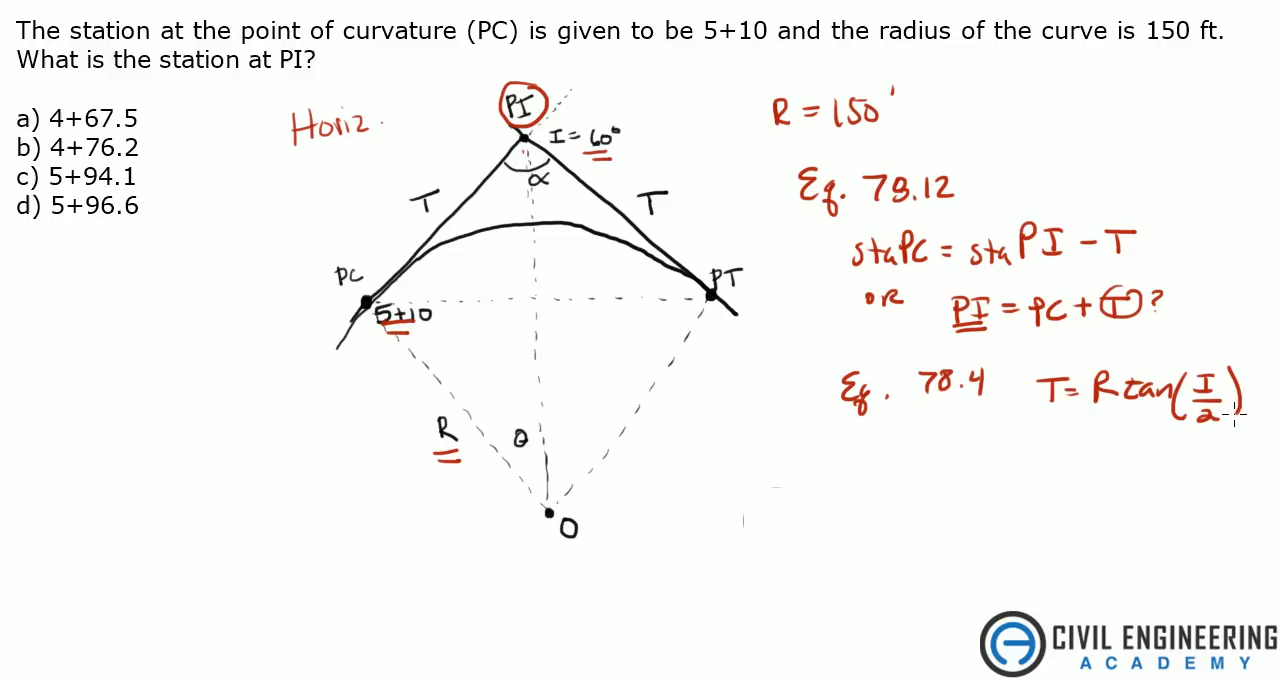 The station at the point of curvature (PC) is given to be 5+10 and the radius of the curve is 150 ft.
What is the station at PI?
a) 4+67.5
b) 4+76.2
c) 5+94.1
d) 5+96.6
Horiz.
PI
I = 60°
α
T
T
PC
PT
5+10
R
θ
O
R = 150'
Eq. 78.12
sta PC = sta PI - T
OR PI = PC + T ?
Eq. 78.4 T = R tan(I/2)
CIVIL ENGINEERING
ACADEMY